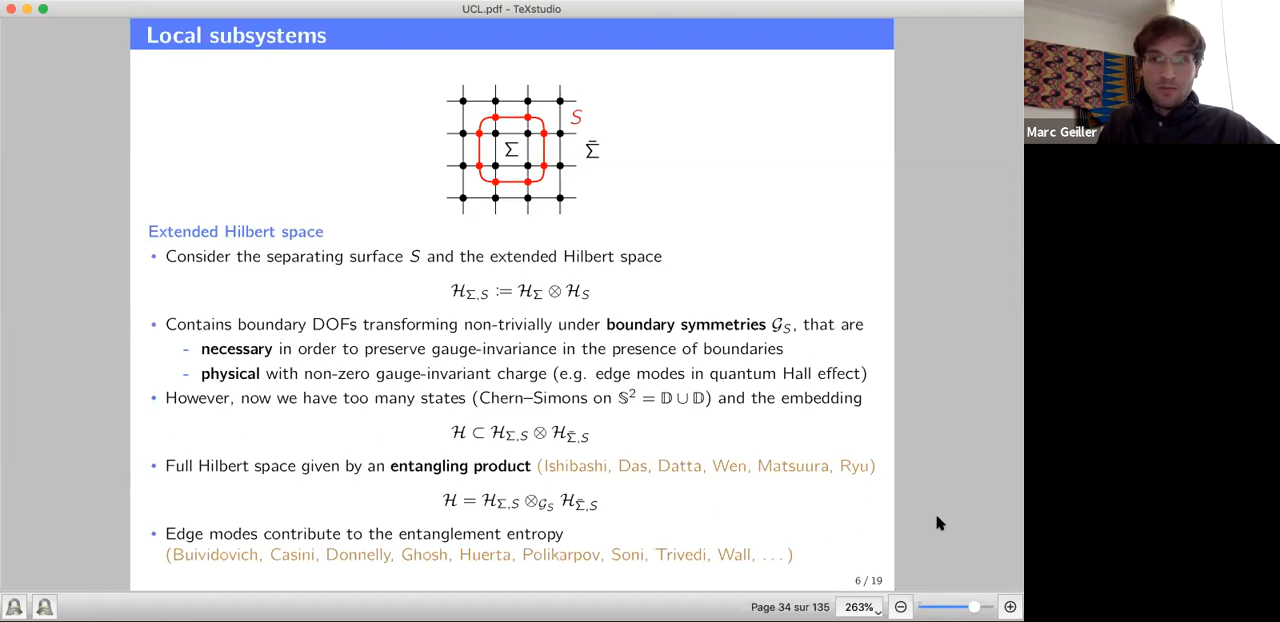 UCL.pdf - TeXstudio
Local subsystems
S
Σ
Σ̄
Marc Geiller
Extended Hilbert space
• Consider the separating surface S and the extended Hilbert space
ℋ_{Σ,S} := ℋ_Σ ⊗ ℋ_S
• Contains boundary DOFs transforming non-trivially under boundary symmetries 𝒢_S, that are
- necessary in order to preserve gauge-invariance in the presence of boundaries
- physical with non-zero gauge-invariant charge (e.g. edge modes in quantum Hall effect)
• However, now we have too many states (Chern–Simons on 𝕊² = 𝔻 ∪ 𝔻) and the embedding
ℋ ⊂ ℋ_{Σ,S} ⊗ ℋ_{Σ̄,S}
• Full Hilbert space given by an entangling product (Ishibashi, Das, Datta, Wen, Matsuura, Ryu)
ℋ = ℋ_{Σ,S} ⊗_{𝒢_S} ℋ_{Σ̄,S}
• Edge modes contribute to the entanglement entropy
(Buividovich, Casini, Donnelly, Ghosh, Huerta, Polikarpov, Soni, Trivedi, Wall, . . . )
6 / 19
Page 34 sur 135 263%